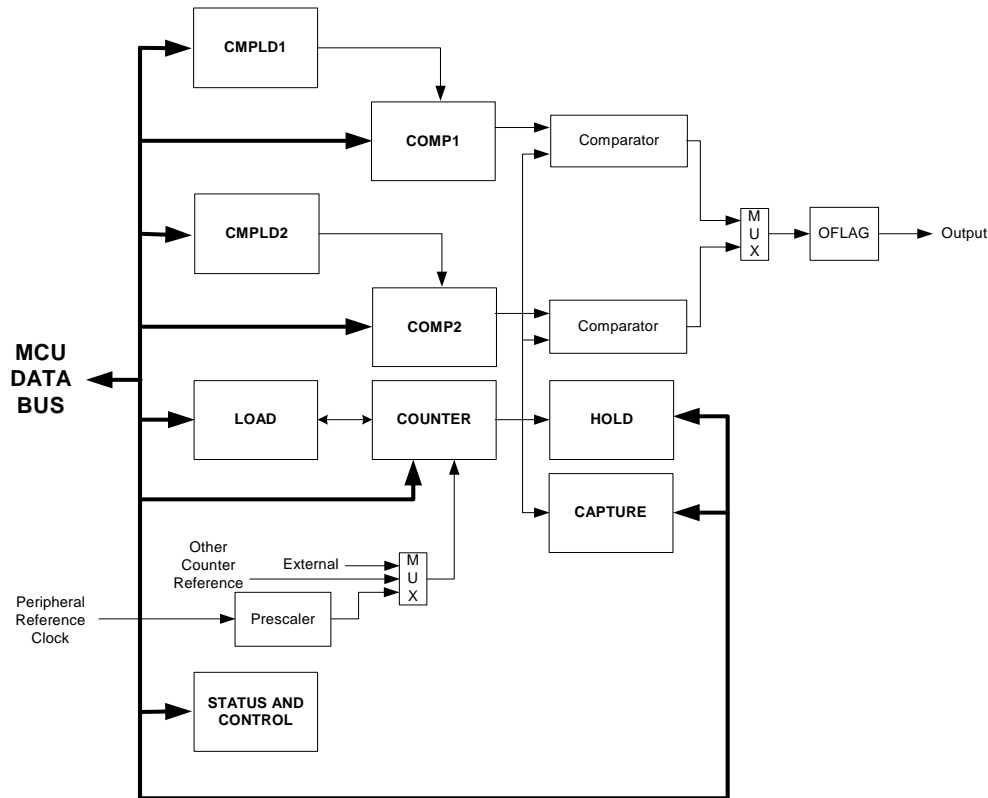 CMPLD1
COMP1
Comparator
CMPLD2
M
U
X
OFLAG
Output
COMP2
Comparator
MCU
DATA
BUS
LOAD
COUNTER
HOLD
CAPTURE
Other
Counter
Reference
External
M
U
X
Peripheral
Reference
Clock
Prescaler
STATUS AND
CONTROL